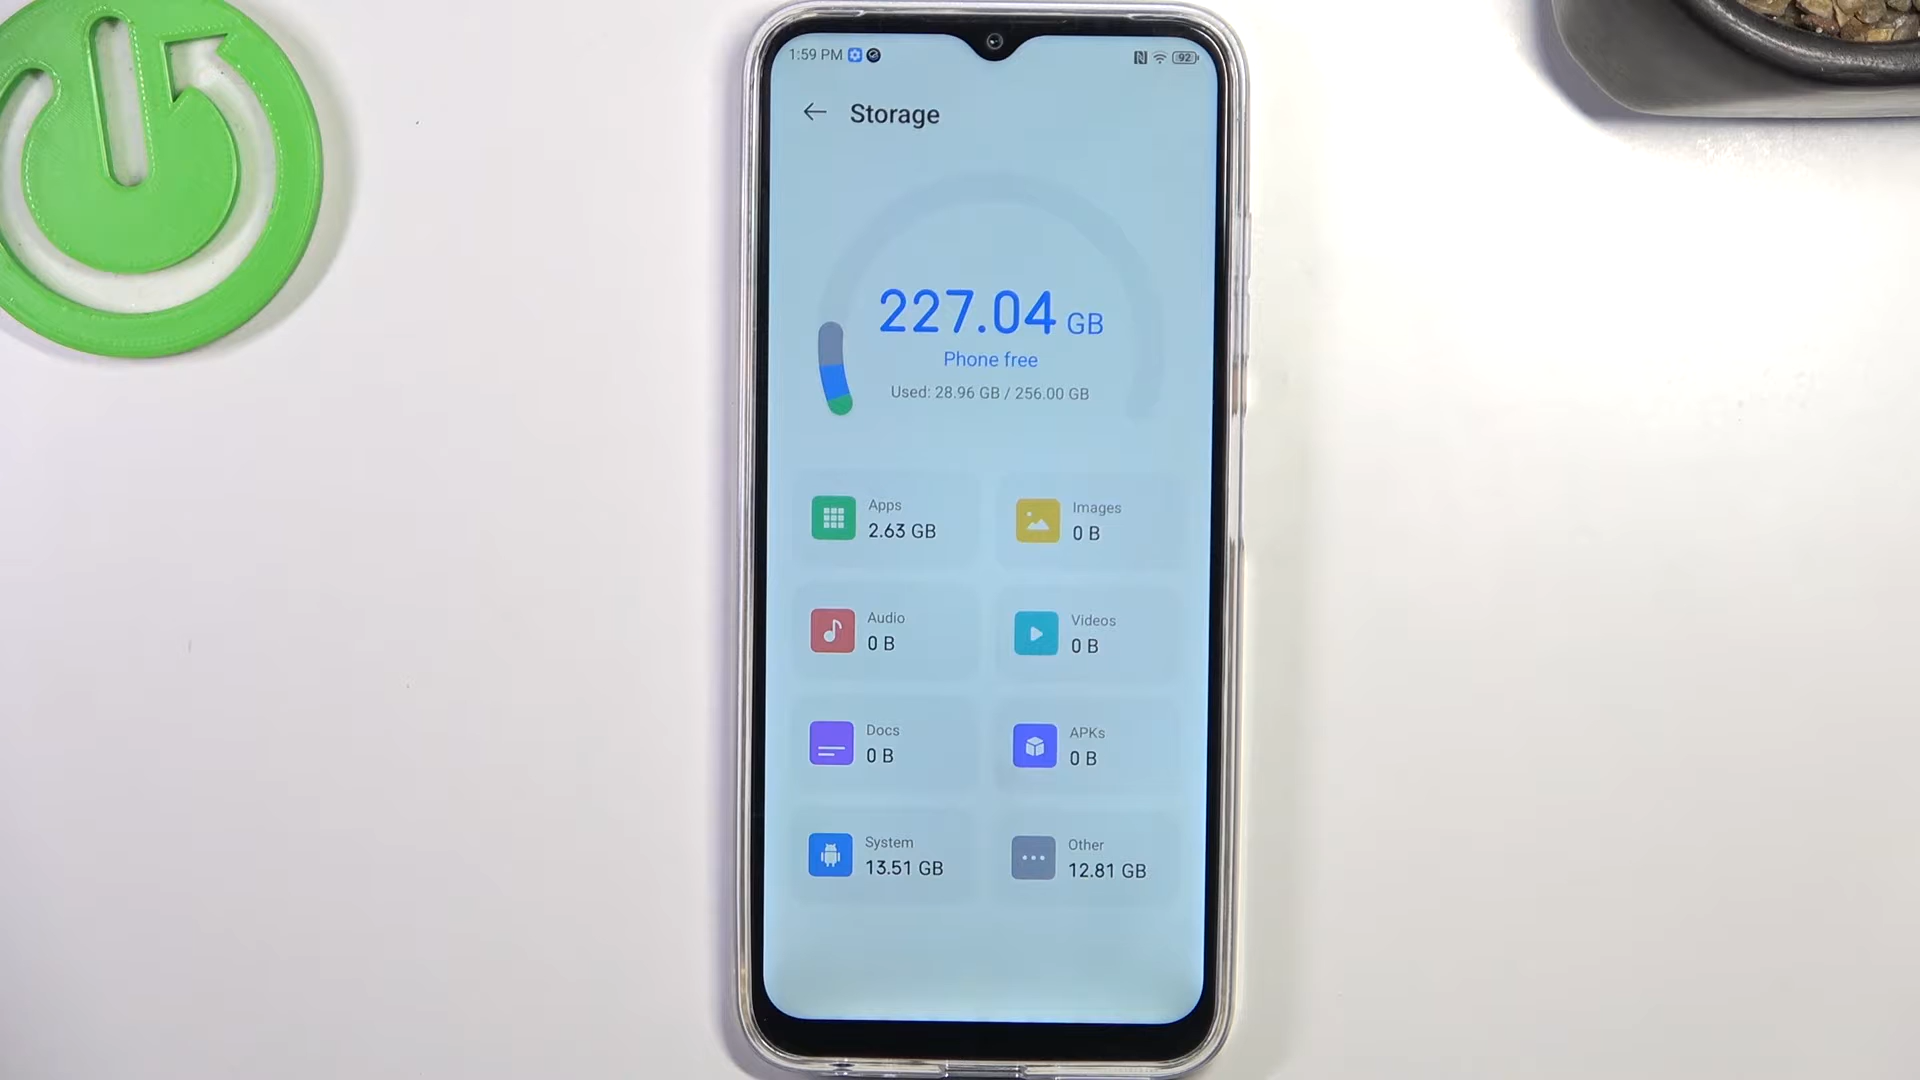 1:59 PM
92
Storage
227.04 GB
Phone free
Used: 28.96 GB / 256.00 GB
Apps
2.63 GB
Images
0 B
Audio
0 B
Videos
0 B
Docs
0 B
APKs
0 B
System
13.51 GB
Other
12.81 GB